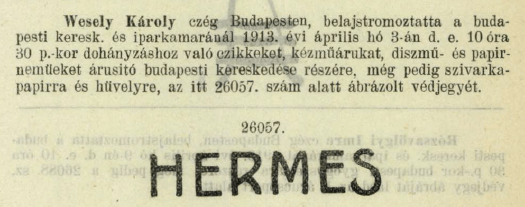 Wesely Károly czég Budapesten, belajstromoztatta a buda-
pesti keresk. és iparkamaránál 1913. évi április hó 3-án d. e. 10 óra
30 p.-kor dohányzáshoz való czikkeket, kézműárukat, diszmű- és papir-
neműeket árusitó budapesti kereskedése részére, még pedig szivarka-
papirra és hüvelyre, az itt 26057. szám alatt ábrázolt védjegyét.
26057.
HERMES